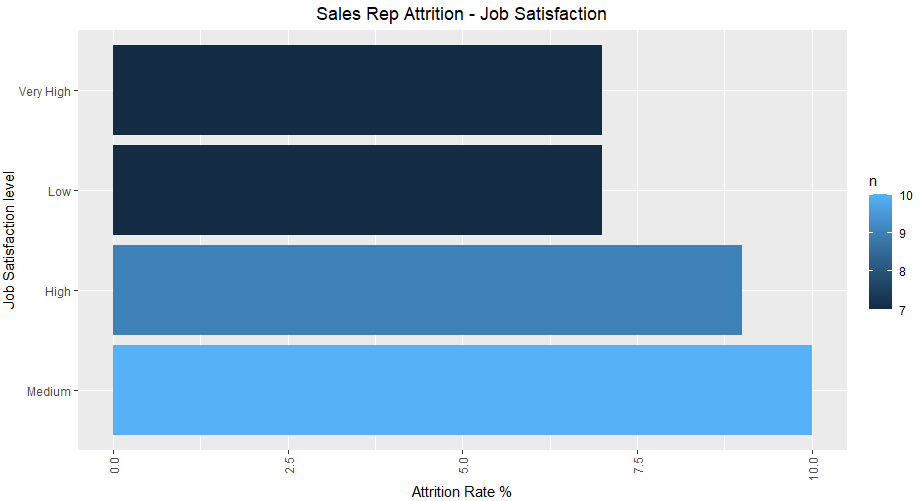 Sales Rep Attrition - Job Satisfaction
Job Satisfaction level
Very High
Low
High
Medium
0.0
2.5
5.0
7.5
10.0
Attrition Rate %
n
10
9
8
7